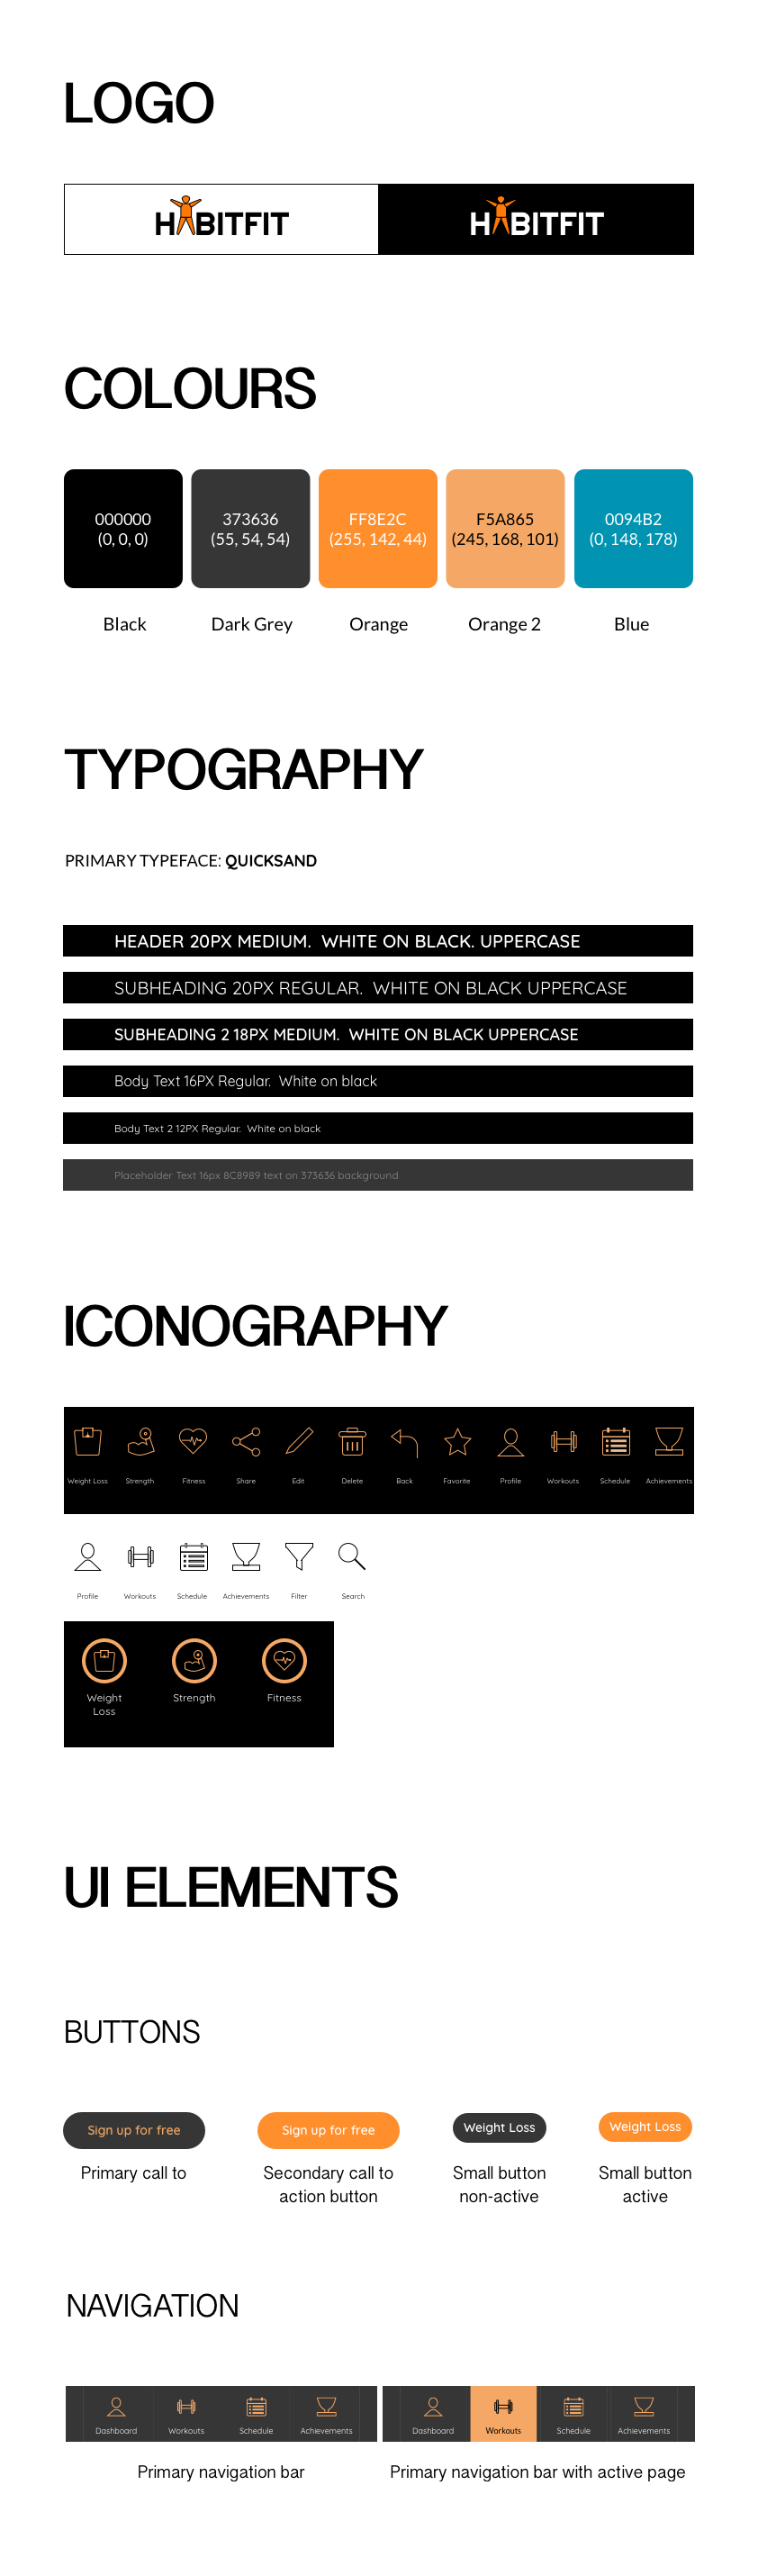 LOGO
HABITFIT HABITFIT
COLOURS
000000 373636 FF8E2C F5A865 0094B2
(0, 0, 0) (55, 54, 54) (255, 142, 44) (245, 168, 101) (0, 148, 178)
Black Dark Grey Orange Orange 2 Blue
TYPOGRAPHY
PRIMARY TYPEFACE: QUICKSAND
HEADER 20PX MEDIUM. WHITE ON BLACK. UPPERCASE
SUBHEADING 20PX REGULAR. WHITE ON BLACK UPPERCASE
SUBHEADING 2 18PX MEDIUM. WHITE ON BLACK UPPERCASE
Body Text 16PX Regular. White on black
Body Text 2 12PX Regular. White on black
Placeholder Text 16px 8C8989 text on 373636 background
ICONOGRAPHY
Weight Loss Strength Fitness Share Edit Delete Back Favorite Profile Workouts Schedule Achievements
Profile Workouts Schedule Achievements Filter Search
Weight Strength Fitness
Loss
UI ELEMENTS
BUTTONS
Sign up for free Sign up for free Weight Loss Weight Loss
Primary call to Secondary call to Small button Small button
action button non-active active
NAVIGATION
Dashboard Workouts Schedule Achievements Dashboard Workouts Schedule Achievements
Primary navigation bar Primary navigation bar with active page